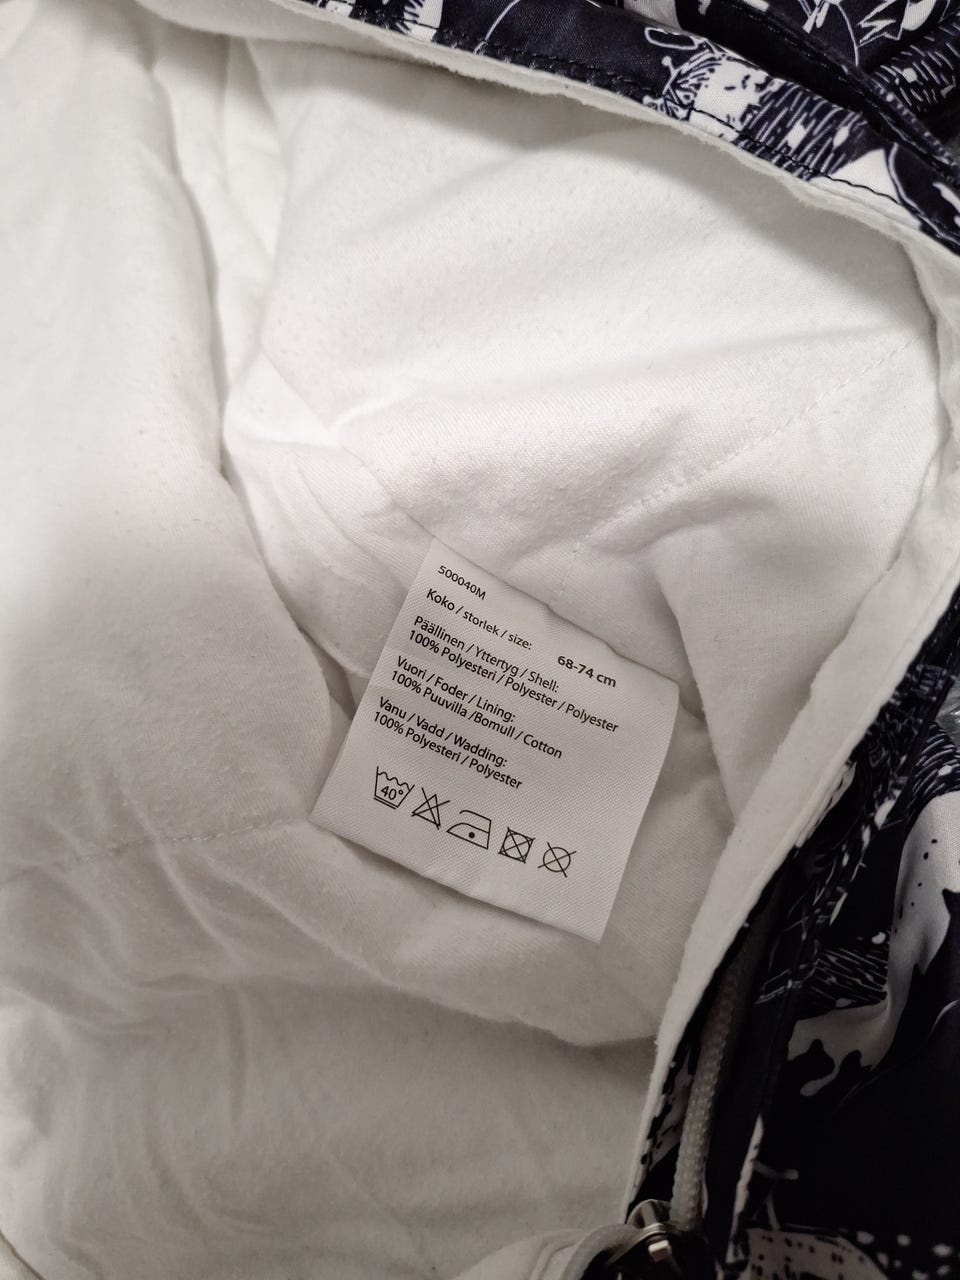 500040M
Koko / storlek / size: 68-74 cm
Päällinen / Yttertyg / Shell:
100% Polyesteri / Polyester / Polyester
Vuori / Foder / Lining:
100% Puuvilla /Bomull / Cotton
Vanu / Vadd / Wadding:
100% Polyesteri / Polyester
40°